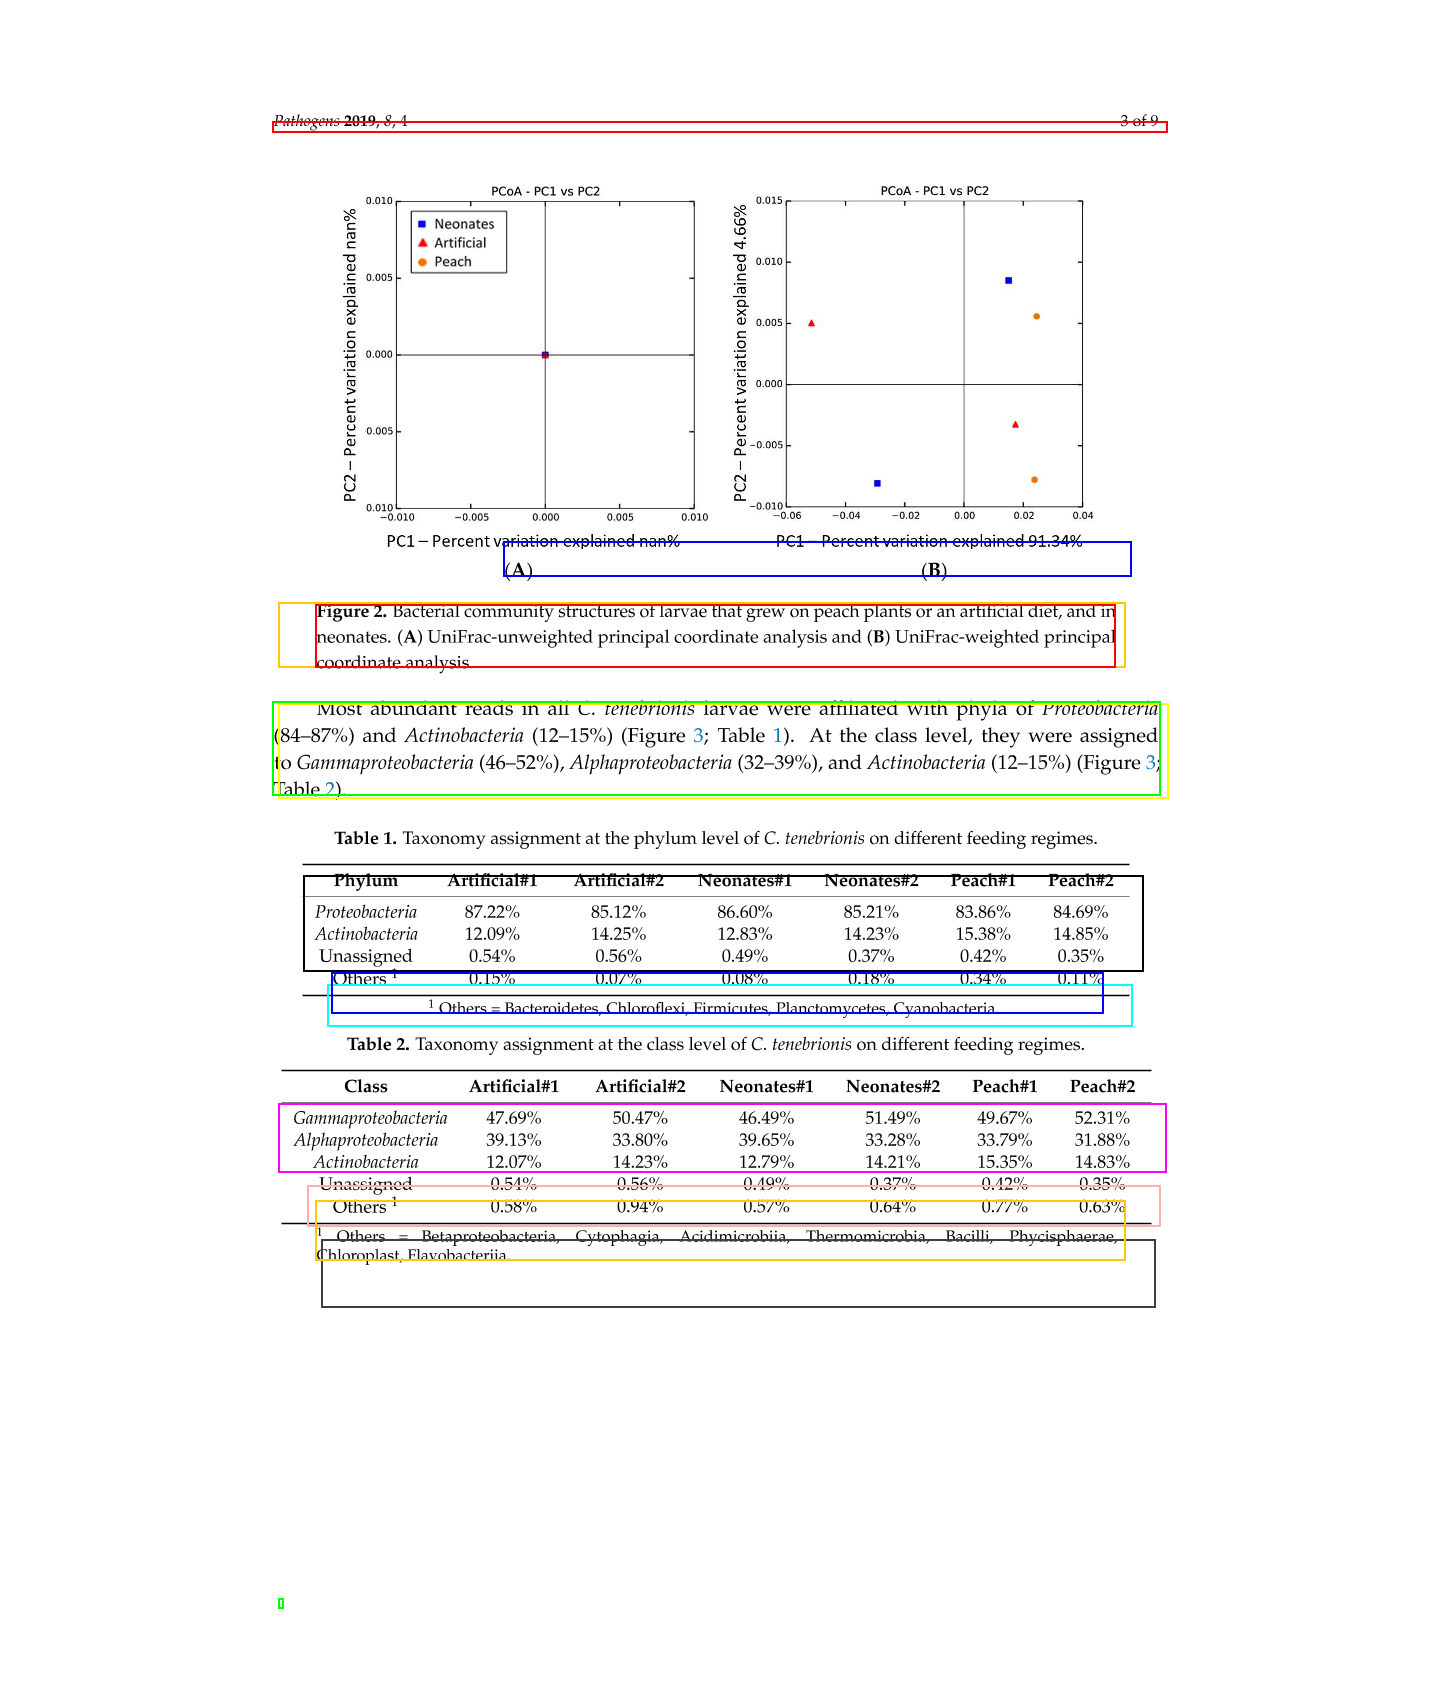 Pathogens 2019, 8, 4 3 of 9
PCoA - PC1 vs PC2
PC2 – Percent variation explained nan%
0.010
0.005
0.000
0.005
0.010
Neonates
Artificial
Peach
−0.010 −0.005 0.000 0.005 0.010
PC1 – Percent variation explained nan%
(A)
PCoA - PC1 vs PC2
PC2 – Percent variation explained 4.66%
0.015
0.010
0.005
0.000
−0.005
−0.010
−0.06 −0.04 −0.02 0.00 0.02 0.04
PC1 – Percent variation explained 91.34%
(B)
Figure 2. Bacterial community structures of larvae that grew on peach plants or an artificial diet, and in
neonates. (A) UniFrac-unweighted principal coordinate analysis and (B) UniFrac-weighted principal
coordinate analysis.
Most abundant reads in all C. tenebrionis larvae were affiliated with phyla of Proteobacteria
(84–87%) and Actinobacteria (12–15%) (Figure 3; Table 1). At the class level, they were assigned
to Gammaproteobacteria (46–52%), Alphaproteobacteria (32–39%), and Actinobacteria (12–15%) (Figure 3;
Table 2).
Table 1. Taxonomy assignment at the phylum level of C. tenebrionis on different feeding regimes.
Phylum Artificial#1 Artificial#2 Neonates#1 Neonates#2 Peach#1 Peach#2
Proteobacteria 87.22% 85.12% 86.60% 85.21% 83.86% 84.69%
Actinobacteria 12.09% 14.25% 12.83% 14.23% 15.38% 14.85%
Unassigned 0.54% 0.56% 0.49% 0.37% 0.42% 0.35%
Others 1 0.15% 0.07% 0.08% 0.18% 0.34% 0.11%
1 Others = Bacteroidetes, Chloroflexi, Firmicutes, Planctomycetes, Cyanobacteria.
Table 2. Taxonomy assignment at the class level of C. tenebrionis on different feeding regimes.
Class Artificial#1 Artificial#2 Neonates#1 Neonates#2 Peach#1 Peach#2
Gammaproteobacteria 47.69% 50.47% 46.49% 51.49% 49.67% 52.31%
Alphaproteobacteria 39.13% 33.80% 39.65% 33.28% 33.79% 31.88%
Actinobacteria 12.07% 14.23% 12.79% 14.21% 15.35% 14.83%
Unassigned 0.54% 0.56% 0.49% 0.37% 0.42% 0.35%
Others 1 0.58% 0.94% 0.57% 0.64% 0.77% 0.63%
1 Others = Betaproteobacteria, Cytophagia, Acidimicrobiia, Thermomicrobia, Bacilli, Phycisphaerae,
Chloroplast, Flavobacteriia.